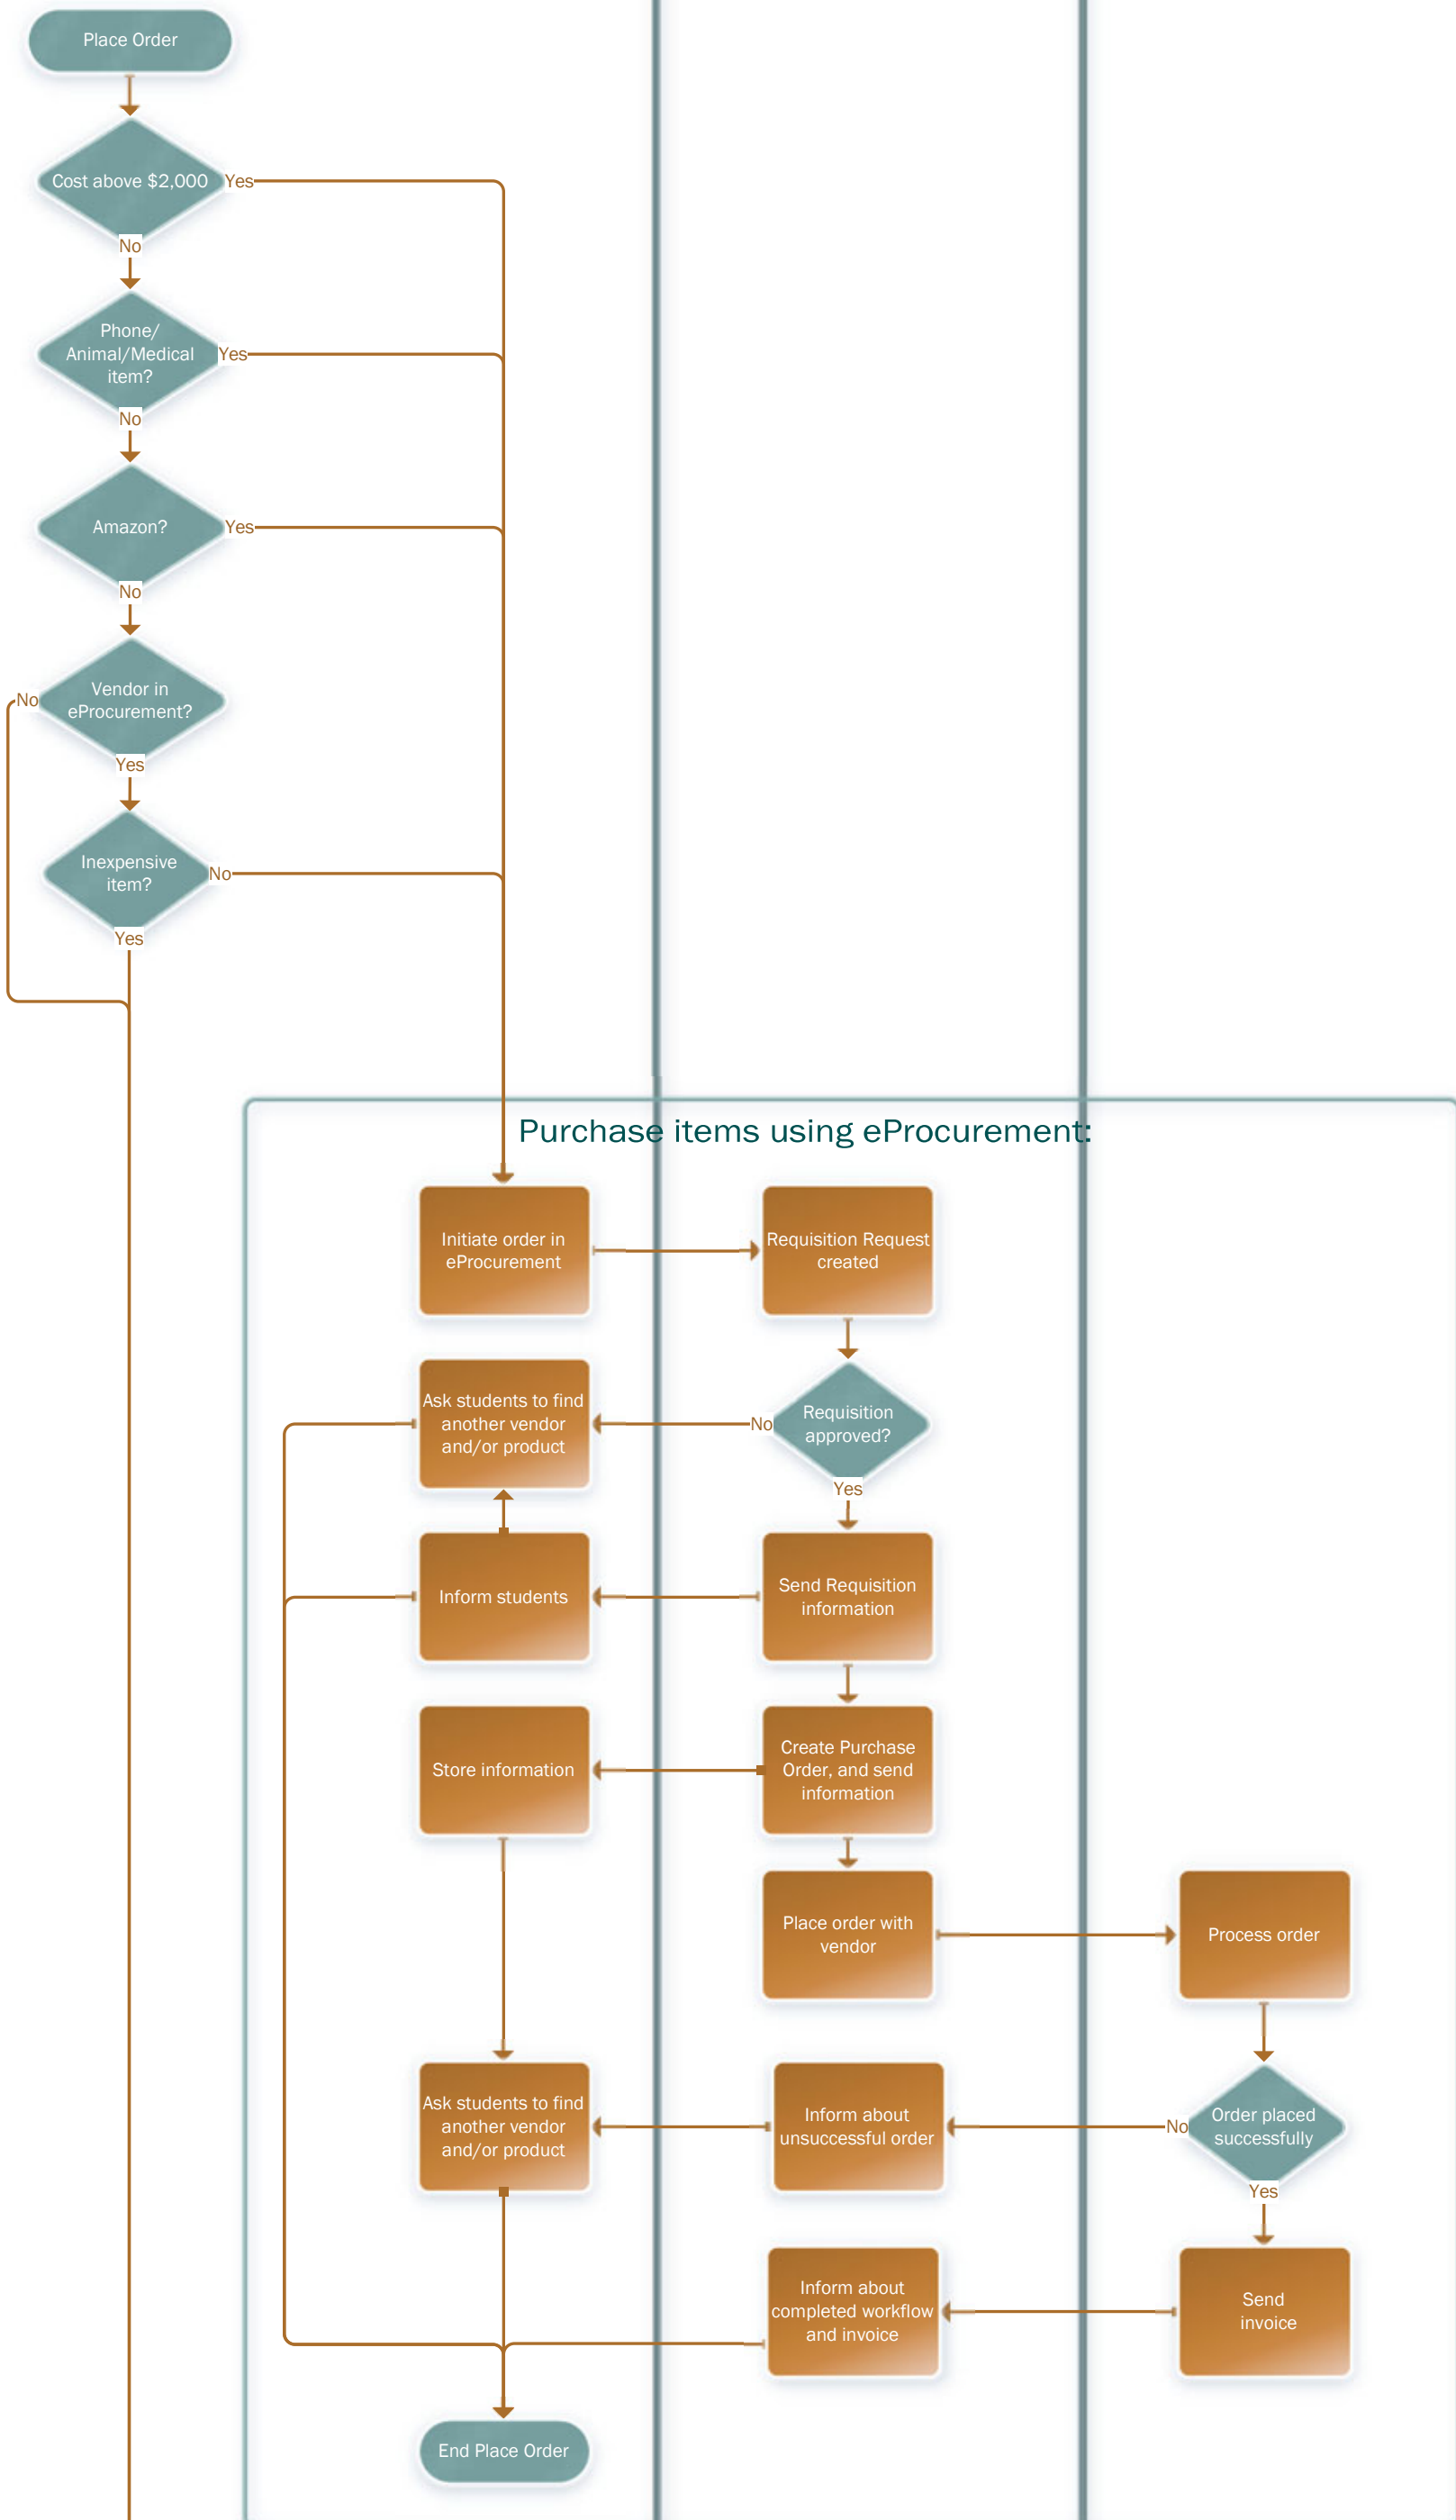 Place Order
Cost above $2,000
Yes
No
Phone/
Animal/Medical
item?
Yes
No
Amazon?
Yes
No
Vendor in
eProcurement?
No
Yes
Inexpensive
item?
No
Yes
Purchase items using eProcurement:
Initiate order in
eProcurement
Requisition Request
created
Ask students to find
another vendor
and/or product
No
Requisition
approved?
Yes
Inform students
Send Requisition
information
Store information
Create Purchase
Order, and send
information
Place order with
vendor
Process order
Ask students to find
another vendor
and/or product
Inform about
unsuccessful order
No
Order placed
successfully
Yes
Inform about
completed workflow
and invoice
Send
invoice
End Place Order